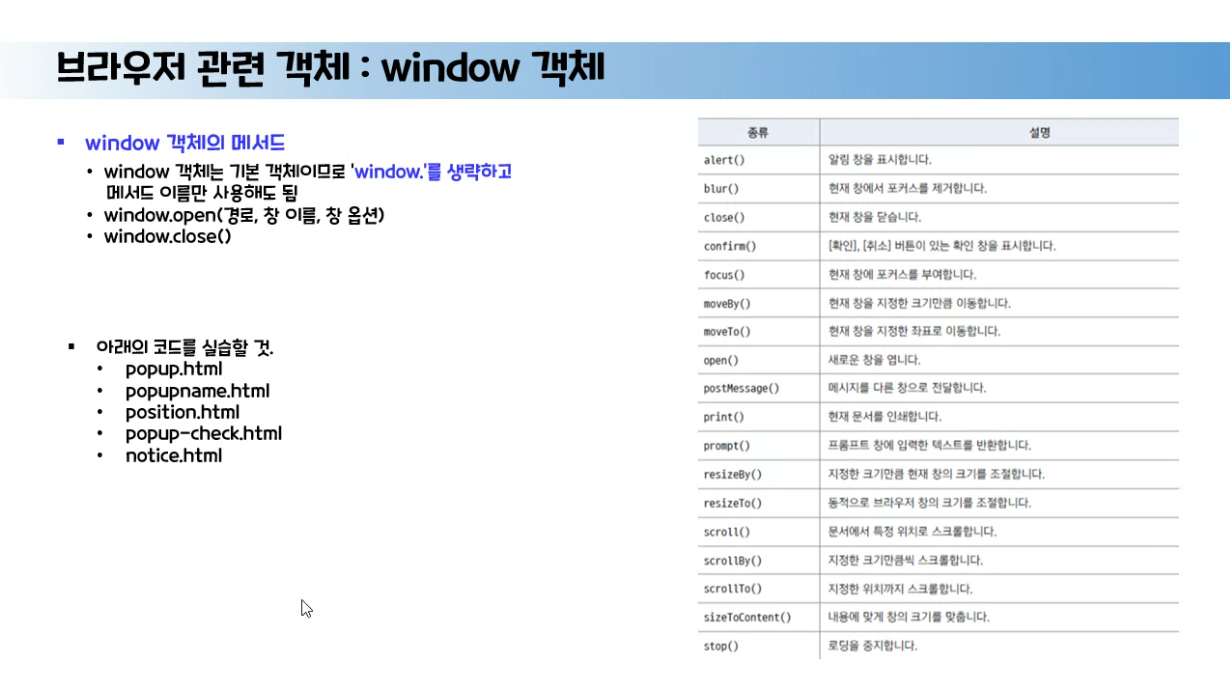 브라우저 관련 객체 : window 객체
▪ window 객체의 메서드
• window 객체는 기본 객체이므로 'window.'를 생략하고
메서드 이름만 사용해도 됨
• window.open(경로, 창 이름, 창 옵션)
• window.close()
▪ 아래의 코드를 실습할 것.
• popup.html
• popupname.html
• position.html
• popup-check.html
• notice.html
종류 설명
alert() 알림 창을 표시합니다.
blur() 현재 창에서 포커스를 제거합니다.
close() 현재 창을 닫습니다.
confirm() [확인], [취소] 버튼이 있는 확인 창을 표시합니다.
focus() 현재 창에 포커스를 부여합니다.
moveBy() 현재 창을 지정한 크기만큼 이동합니다.
moveTo() 현재 창을 지정한 좌표로 이동합니다.
open() 새로운 창을 엽니다.
postMessage() 메시지를 다른 창으로 전달합니다.
print() 현재 문서를 인쇄합니다.
prompt() 프롬프트 창에 입력한 텍스트를 반환합니다.
resizeBy() 지정한 크기만큼 현재 창의 크기를 조절합니다.
resizeTo() 동적으로 브라우저 창의 크기를 조절합니다.
scroll() 문서에서 특정 위치로 스크롤합니다.
scrollBy() 지정한 크기만큼씩 스크롤합니다.
scrollTo() 지정한 위치까지 스크롤합니다.
sizeToContent() 내용에 맞게 창의 크기를 맞춥니다.
stop() 로딩을 중지합니다.